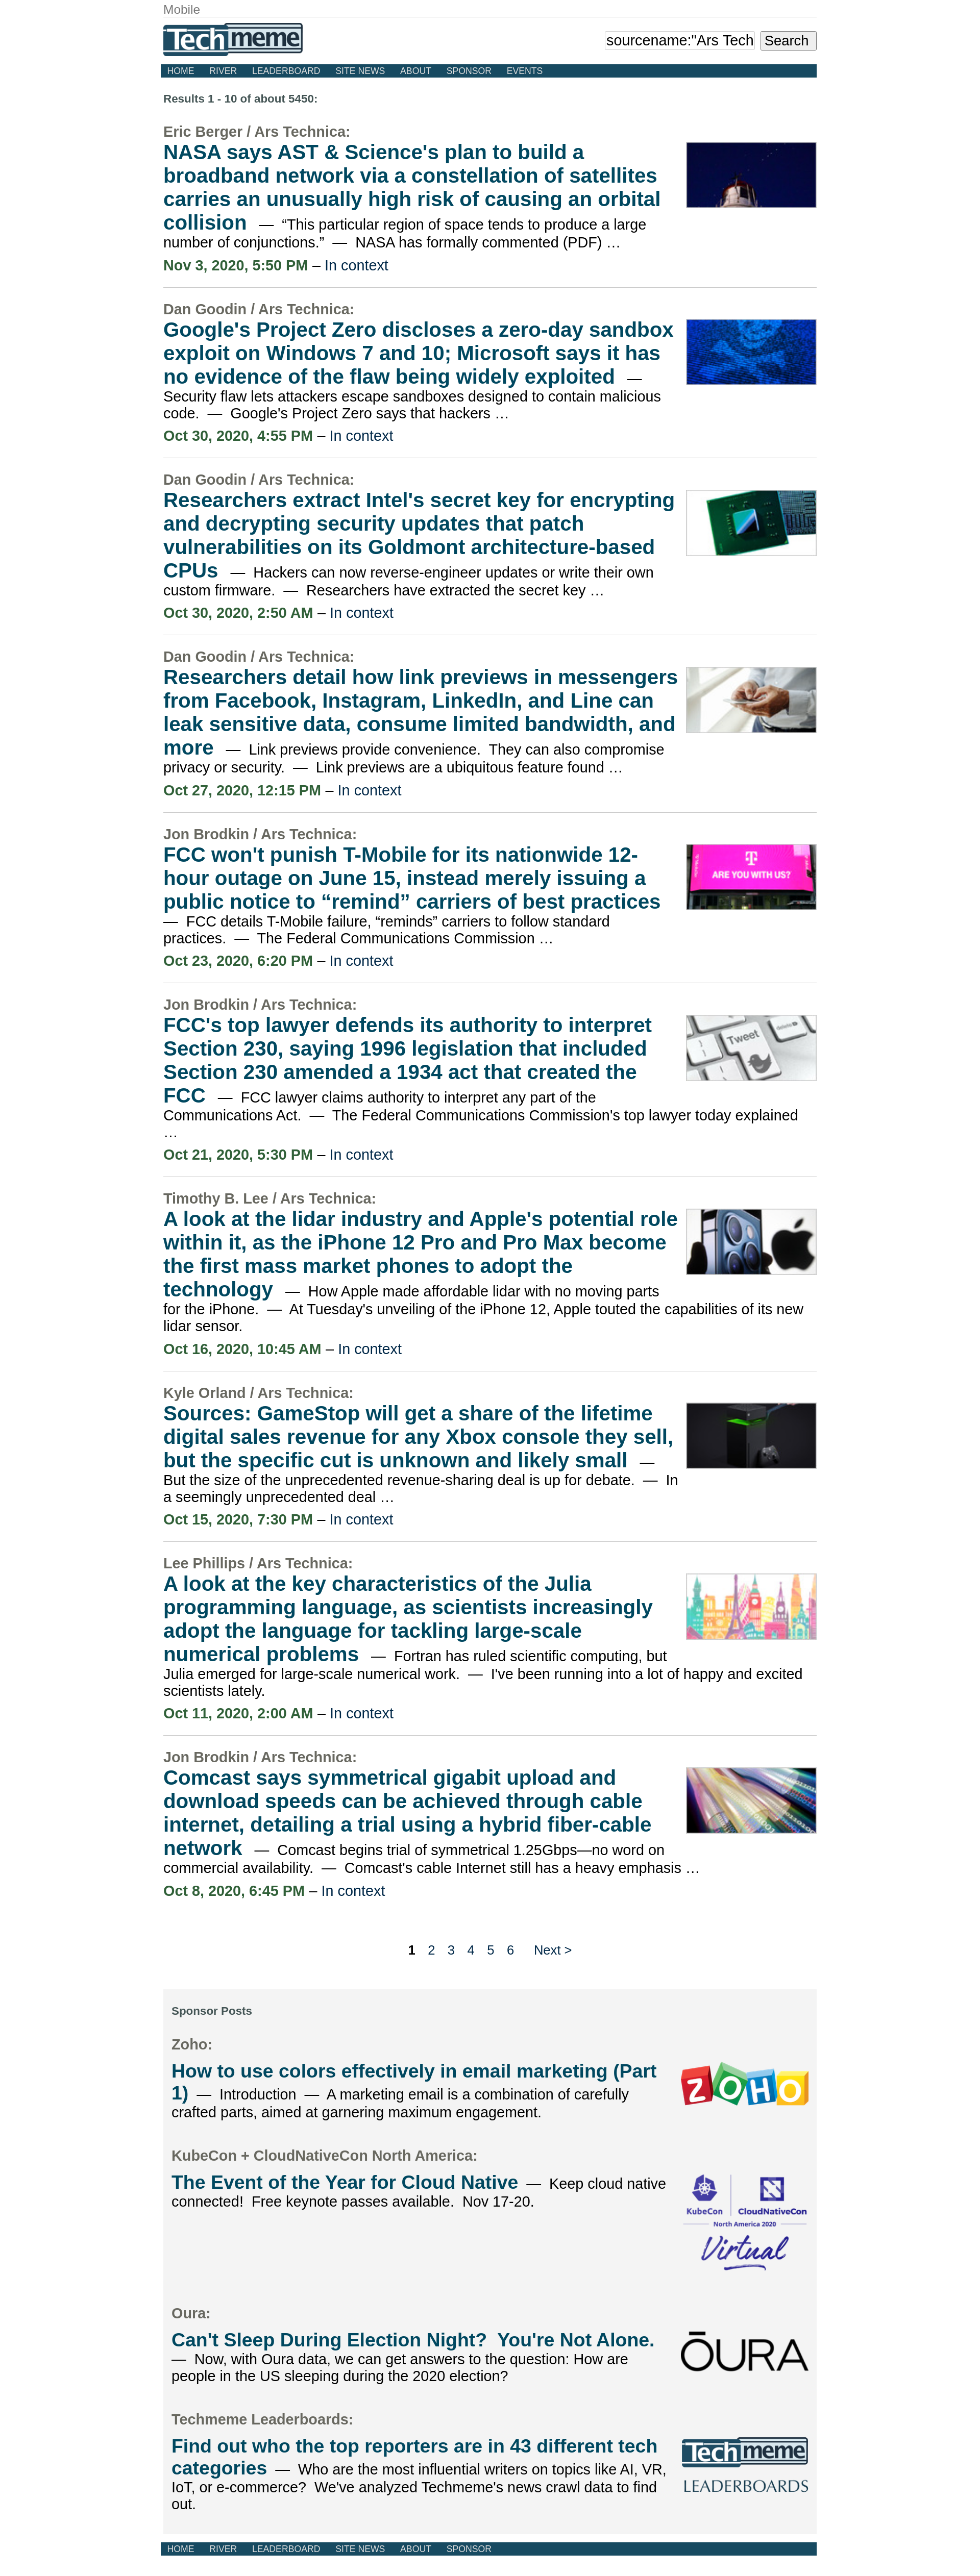 Mobile
Techmeme
sourcename:"Ars Tech
Search
HOME RIVER LEADERBOARD SITE NEWS ABOUT SPONSOR EVENTS
Results 1 - 10 of about 5450:
Eric Berger / Ars Technica:
NASA says AST & Science's plan to build a
broadband network via a constellation of satellites
carries an unusually high risk of causing an orbital
collision — “This particular region of space tends to produce a large
number of conjunctions.” — NASA has formally commented (PDF) …
Nov 3, 2020, 5:50 PM – In context
Dan Goodin / Ars Technica:
Google's Project Zero discloses a zero-day sandbox
exploit on Windows 7 and 10; Microsoft says it has
no evidence of the flaw being widely exploited —
Security flaw lets attackers escape sandboxes designed to contain malicious
code. — Google's Project Zero says that hackers …
Oct 30, 2020, 4:55 PM – In context
Dan Goodin / Ars Technica:
Researchers extract Intel's secret key for encrypting
and decrypting security updates that patch
vulnerabilities on its Goldmont architecture-based
CPUs — Hackers can now reverse-engineer updates or write their own
custom firmware. — Researchers have extracted the secret key …
Oct 30, 2020, 2:50 AM – In context
Dan Goodin / Ars Technica:
Researchers detail how link previews in messengers
from Facebook, Instagram, LinkedIn, and Line can
leak sensitive data, consume limited bandwidth, and
more — Link previews provide convenience. They can also compromise
privacy or security. — Link previews are a ubiquitous feature found …
Oct 27, 2020, 12:15 PM – In context
Jon Brodkin / Ars Technica:
FCC won't punish T-Mobile for its nationwide 12-
hour outage on June 15, instead merely issuing a
public notice to “remind” carriers of best practices
— FCC details T-Mobile failure, “reminds” carriers to follow standard
practices. — The Federal Communications Commission …
T
ARE YOU WITH US?
Oct 23, 2020, 6:20 PM – In context
Jon Brodkin / Ars Technica:
FCC's top lawyer defends its authority to interpret
Section 230, saying 1996 legislation that included
Section 230 amended a 1934 act that created the
FCC — FCC lawyer claims authority to interpret any part of the
Communications Act. — The Federal Communications Commission's top lawyer today explained
…
Tweet
Oct 21, 2020, 5:30 PM – In context
Timothy B. Lee / Ars Technica:
A look at the lidar industry and Apple's potential role
within it, as the iPhone 12 Pro and Pro Max become
the first mass market phones to adopt the
technology — How Apple made affordable lidar with no moving parts
for the iPhone. — At Tuesday's unveiling of the iPhone 12, Apple touted the capabilities of its new
lidar sensor.
Oct 16, 2020, 10:45 AM – In context
Kyle Orland / Ars Technica:
Sources: GameStop will get a share of the lifetime
digital sales revenue for any Xbox console they sell,
but the specific cut is unknown and likely small —
But the size of the unprecedented revenue-sharing deal is up for debate. — In
a seemingly unprecedented deal …
Oct 15, 2020, 7:30 PM – In context
Lee Phillips / Ars Technica:
A look at the key characteristics of the Julia
programming language, as scientists increasingly
adopt the language for tackling large-scale
numerical problems — Fortran has ruled scientific computing, but
Julia emerged for large-scale numerical work. — I've been running into a lot of happy and excited
scientists lately.
Oct 11, 2020, 2:00 AM – In context
Jon Brodkin / Ars Technica:
Comcast says symmetrical gigabit upload and
download speeds can be achieved through cable
internet, detailing a trial using a hybrid fiber-cable
network — Comcast begins trial of symmetrical 1.25Gbps—no word on
commercial availability. — Comcast's cable Internet still has a heavy emphasis …
Oct 8, 2020, 6:45 PM – In context
1 2 3 4 5 6 Next >
Sponsor Posts
Zoho:
How to use colors effectively in email marketing (Part
1) — Introduction — A marketing email is a combination of carefully
crafted parts, aimed at garnering maximum engagement.
ZOHO
KubeCon + CloudNativeCon North America:
The Event of the Year for Cloud Native — Keep cloud native
connected! Free keynote passes available. Nov 17-20.
KubeCon CloudNativeCon
North America 2020
Virtual
Oura:
Can't Sleep During Election Night? You're Not Alone.
— Now, with Oura data, we can get answers to the question: How are
people in the US sleeping during the 2020 election?
ŌURA
Techmeme Leaderboards:
Find out who the top reporters are in 43 different tech
categories — Who are the most influential writers on topics like AI, VR,
IoT, or e-commerce? We've analyzed Techmeme's news crawl data to find
out.
Techmeme
LEADERBOARDS
HOME RIVER LEADERBOARD SITE NEWS ABOUT SPONSOR